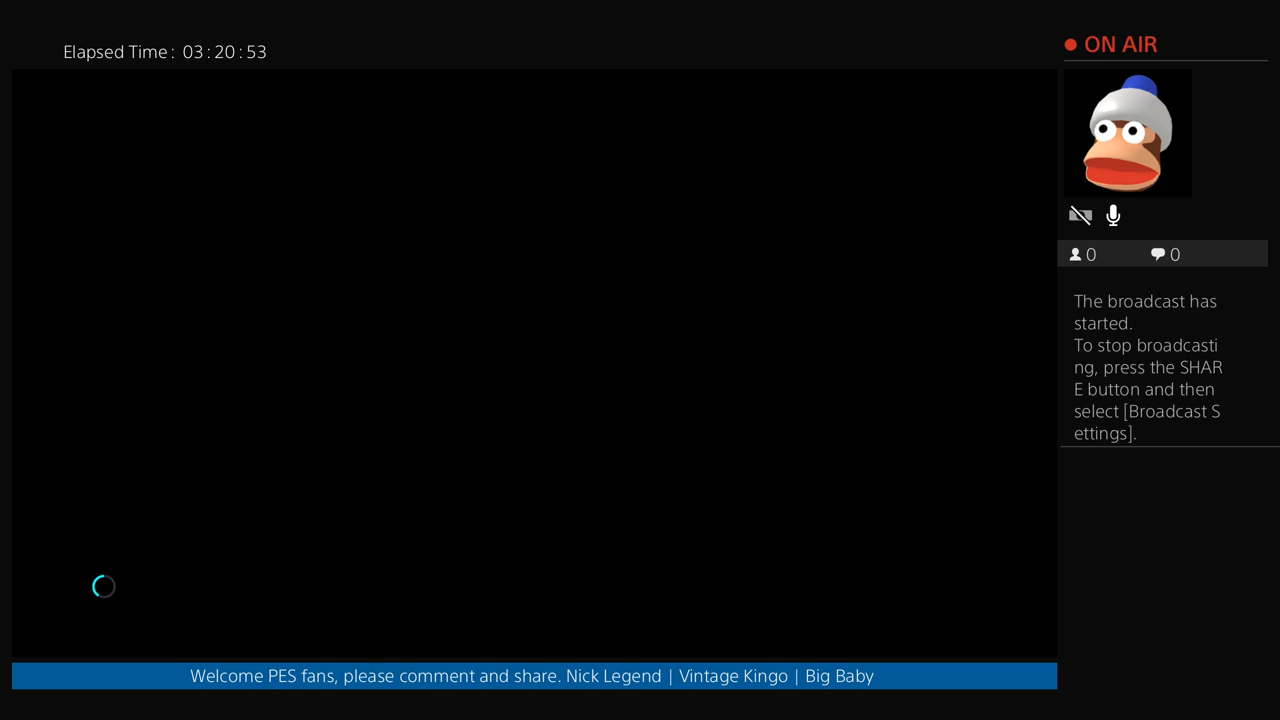 Elapsed Time: 03:20:53
ON AIR
0 0
The broadcast has
started.
To stop broadcasti
ng, press the SHAR
E button and then
select [Broadcast S
ettings].
Welcome PES fans, please comment and share. Nick Legend | Vintage Kingo | Big Baby